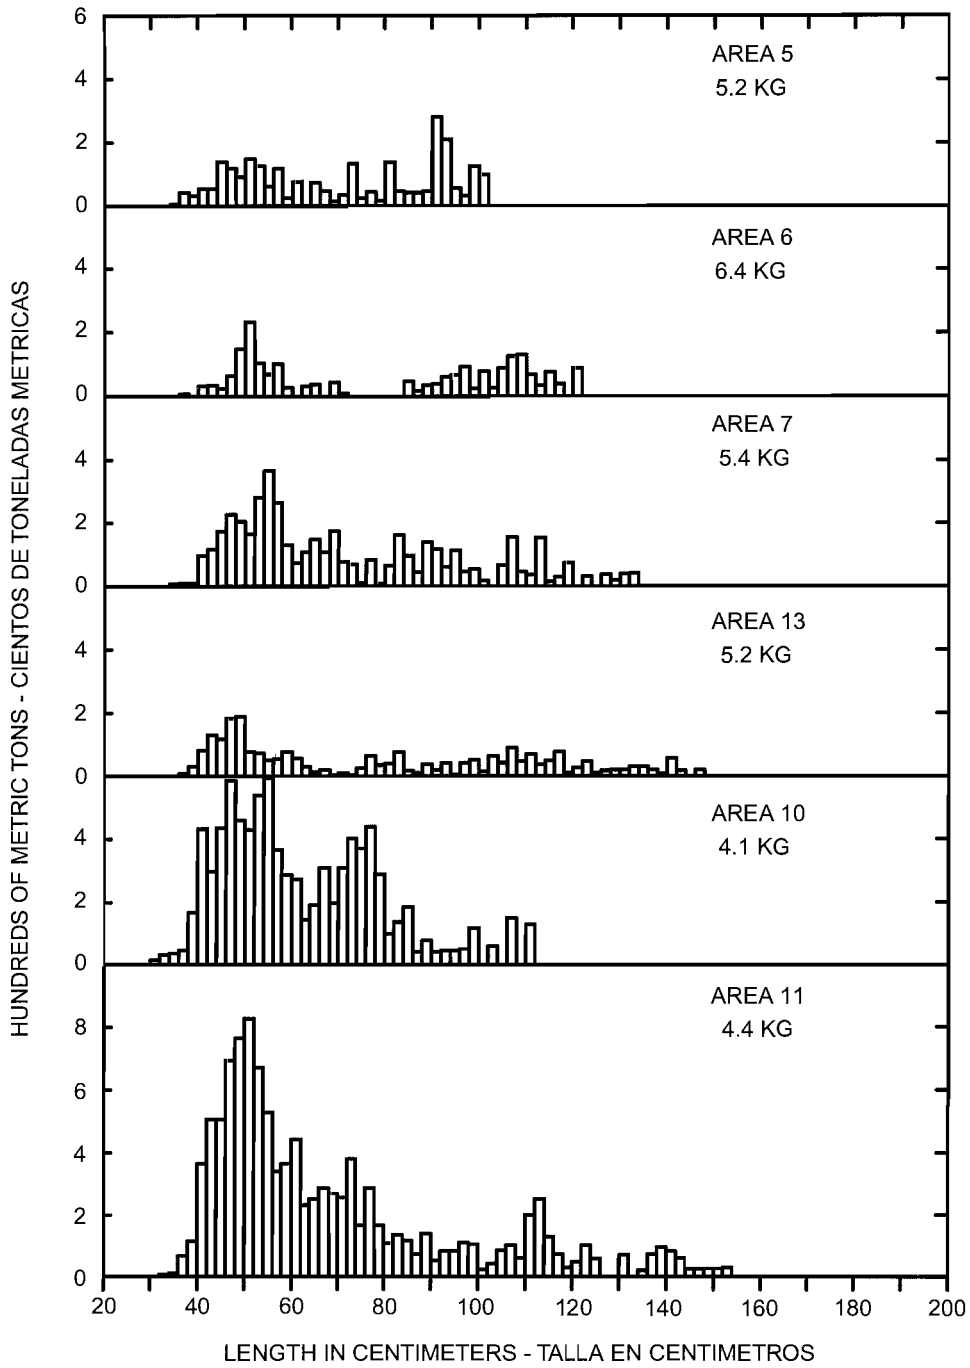 6
AREA 5
5.2 KG
4
2
0
AREA 6
6.4 KG
4
2
0
AREA 7
5.4 KG
4
2
0
AREA 13
5.2 KG
4
2
0
AREA 10
4.1 KG
4
2
0
AREA 11
4.4 KG
8
6
4
2
0
20 40 60 80 100 120 140 160 180 200
LENGTH IN CENTIMETERS - TALLA EN CENTIMETROS
HUNDREDS OF METRIC TONS - CIENTOS DE TONELADAS METRICAS